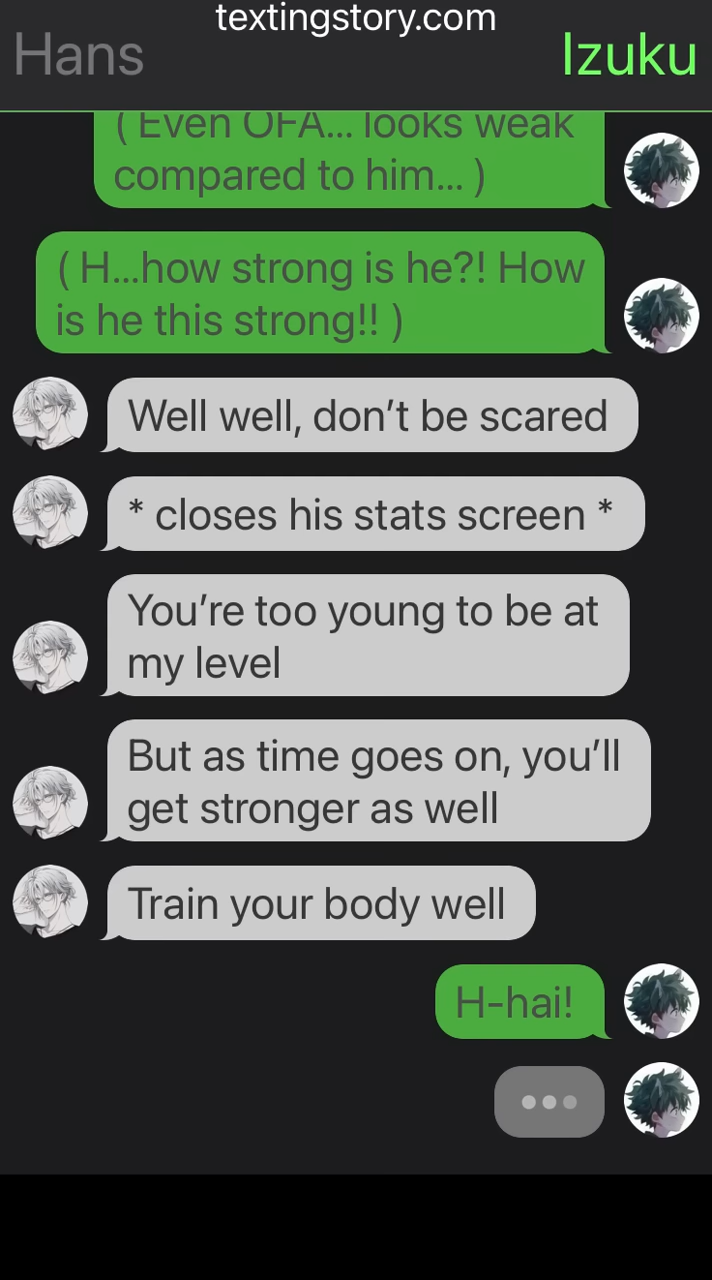 textingstory.com
Hans
Izuku
( Even OFA... looks weak
compared to him... )
( H...how strong is he?! How
is he this strong!! )
Well well, don’t be scared
* closes his stats screen *
You’re too young to be at
my level
But as time goes on, you’ll
get stronger as well
Train your body well
H-hai!